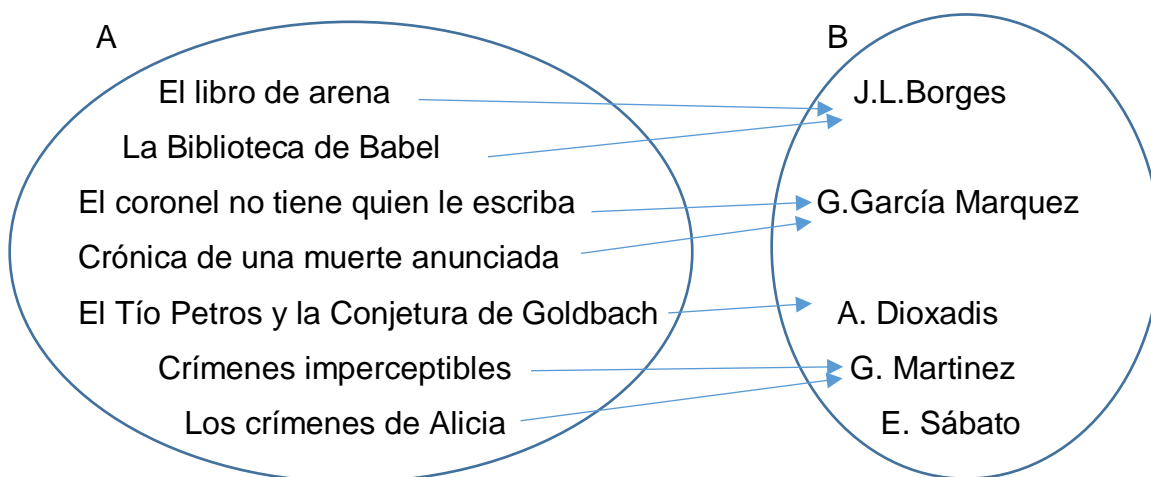 A B
El libro de arena J.L.Borges
La Biblioteca de Babel
El coronel no tiene quien le escriba G.García Marquez
Crónica de una muerte anunciada
El Tío Petros y la Conjetura de Goldbach A. Dioxadis
Crímenes imperceptibles G. Martinez
Los crímenes de Alicia E. Sábato